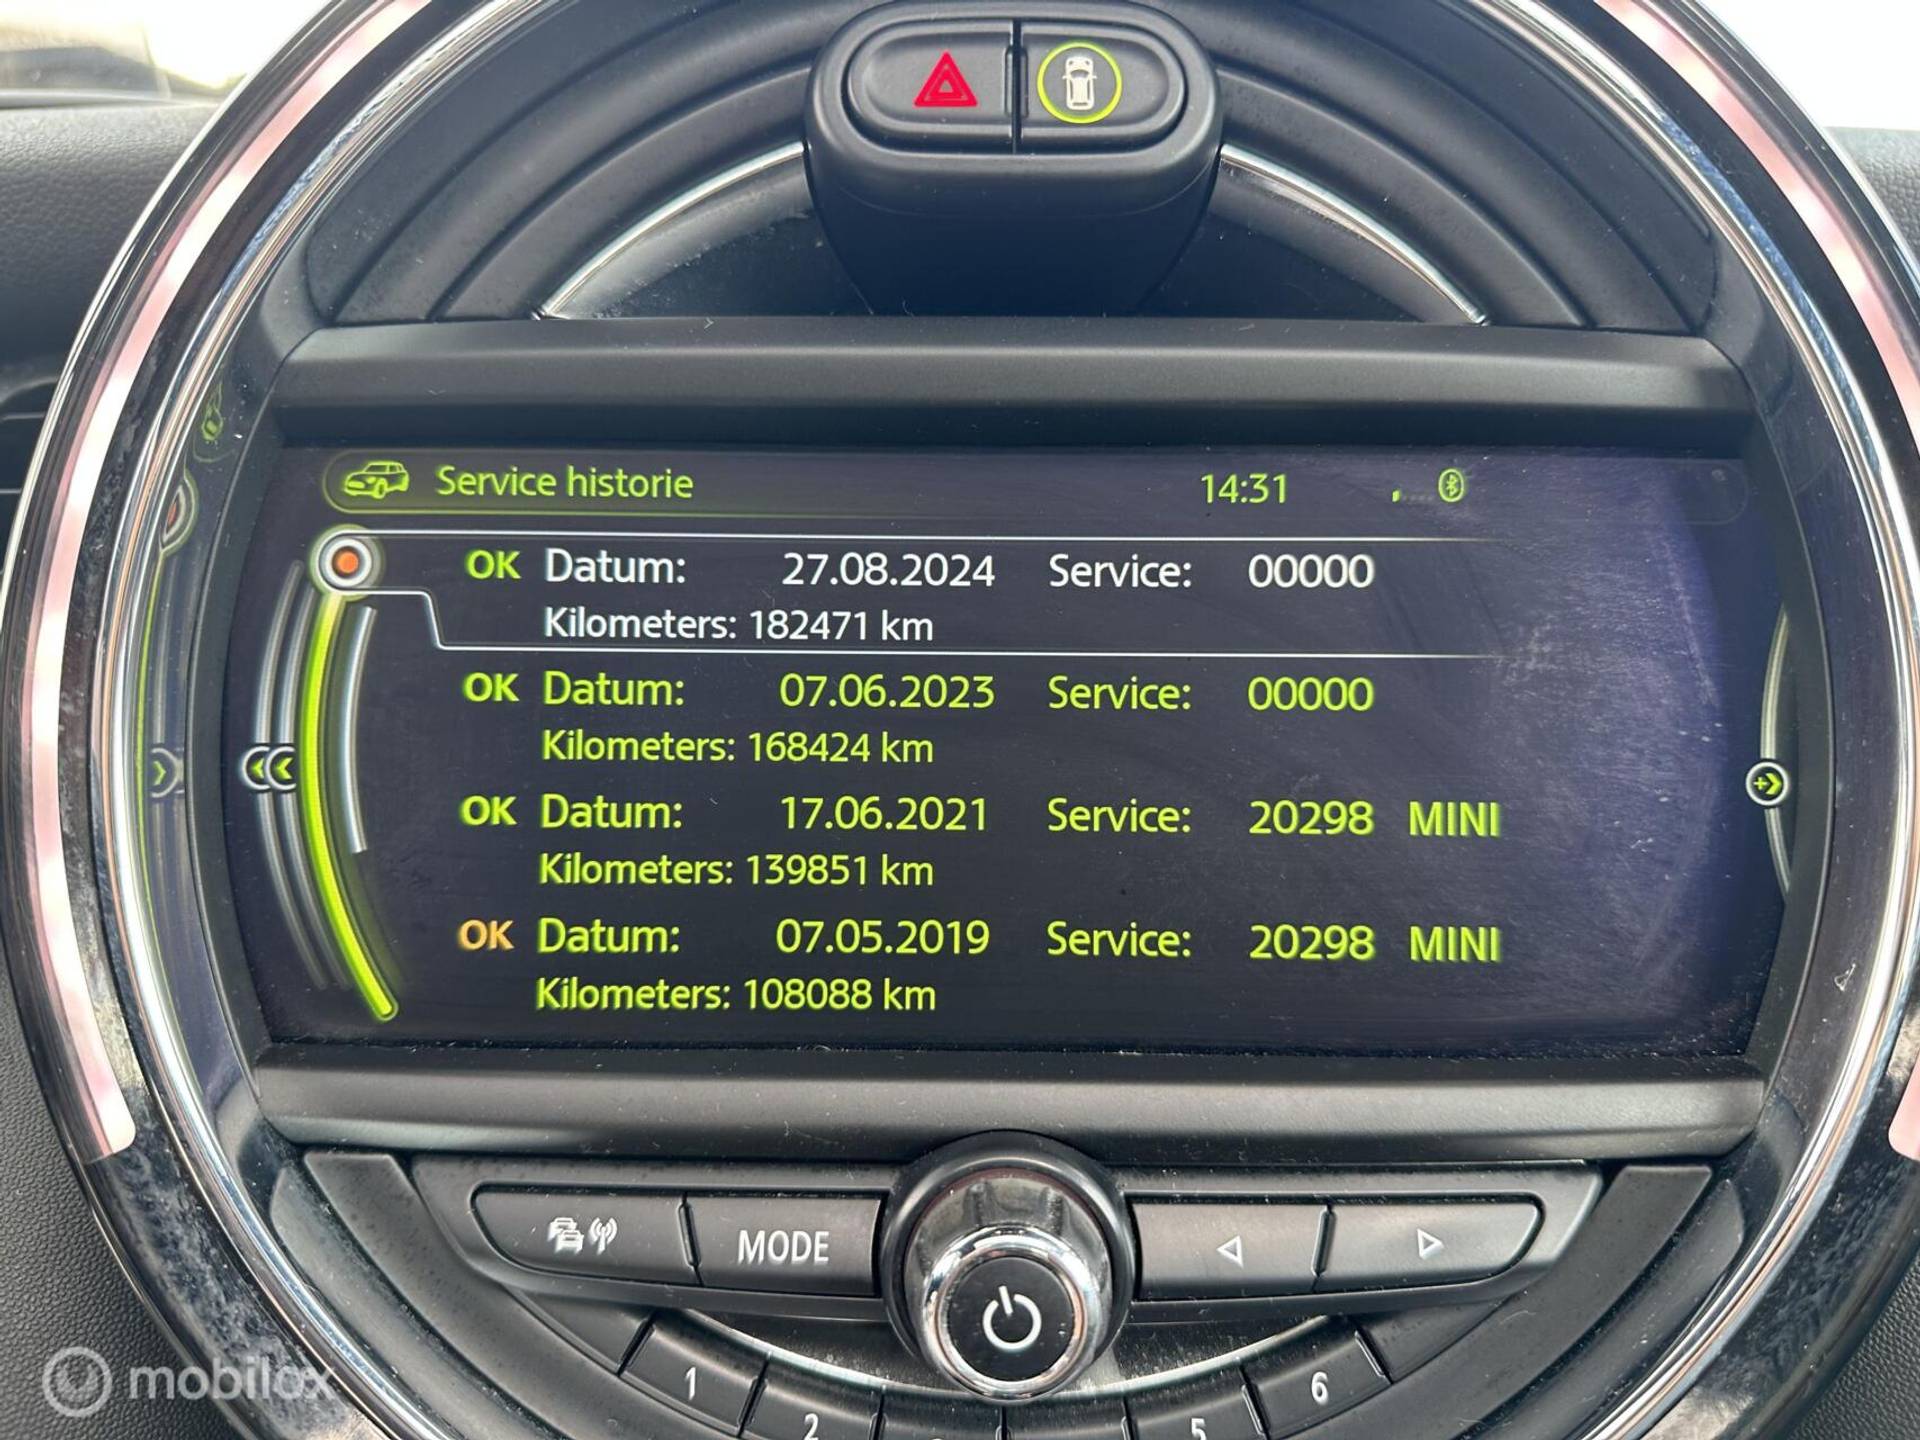 Service historie 14:31
OK Datum: 27.08.2024 Service: 00000
Kilometers: 182471 km
OK Datum: 07.06.2023 Service: 00000
Kilometers: 168424 km
OK Datum: 17.06.2021 Service: 20298 MINI
Kilometers: 139851 km
OK Datum: 07.05.2019 Service: 20298 MINI
Kilometers: 108088 km
MODE
1 2 5 6
mobilox